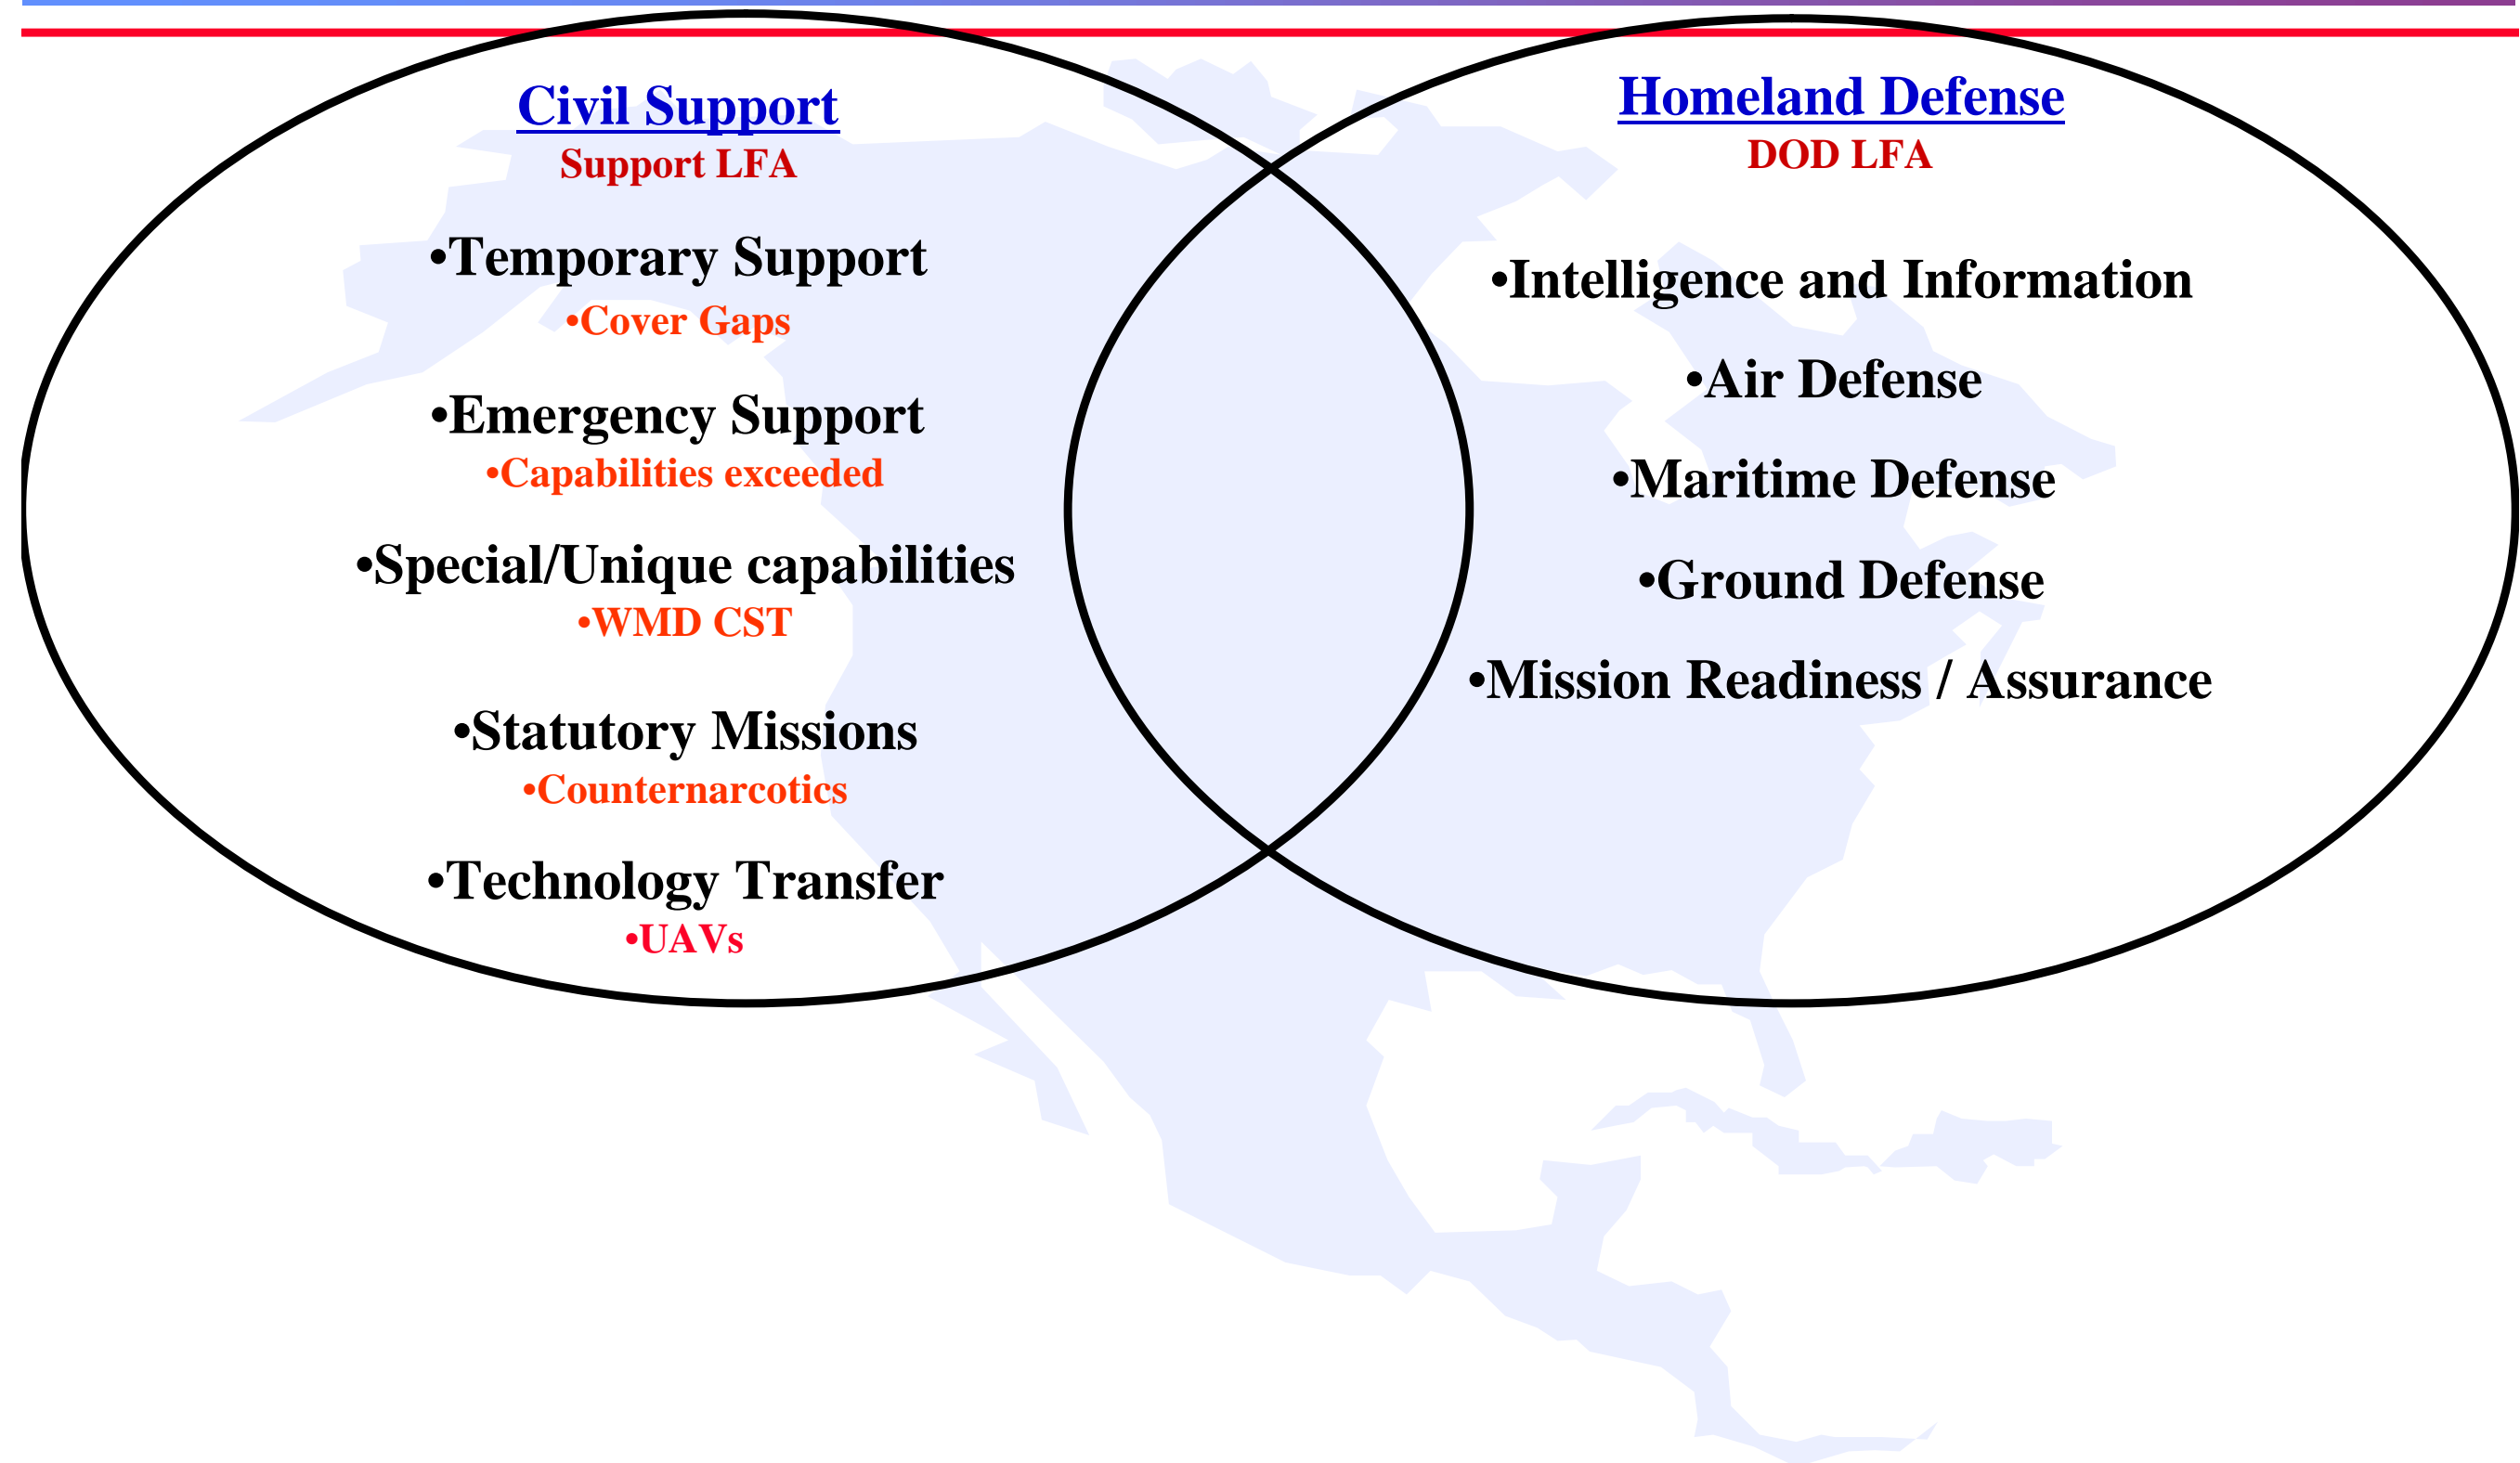 Civil Support
Support LFA
•Temporary Support
•Cover Gaps
•Emergency Support
•Capabilities exceeded
•Special/Unique capabilities
•WMD CST
•Statutory Missions
•Counternarcotics
•Technology Transfer
•UAVs
Homeland Defense
DOD LFA
•Intelligence and Information
•Air Defense
•Maritime Defense
•Ground Defense
•Mission Readiness / Assurance